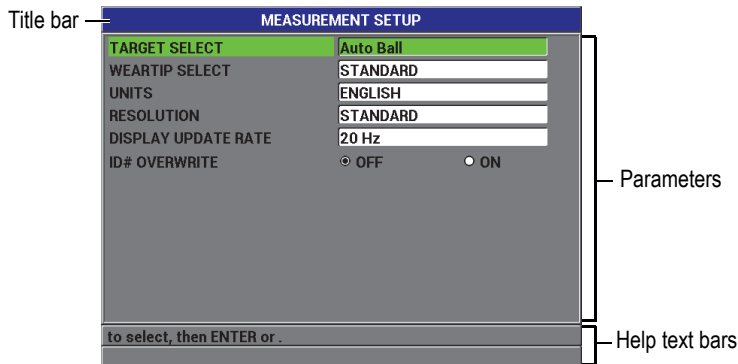 Title bar
MEASUREMENT SETUP
TARGET SELECT Auto Ball
WEARTIP SELECT STANDARD
UNITS ENGLISH
RESOLUTION STANDARD
DISPLAY UPDATE RATE 20 Hz
ID# OVERWRITE OFF ON
Parameters
to select, then ENTER or .
Help text bars